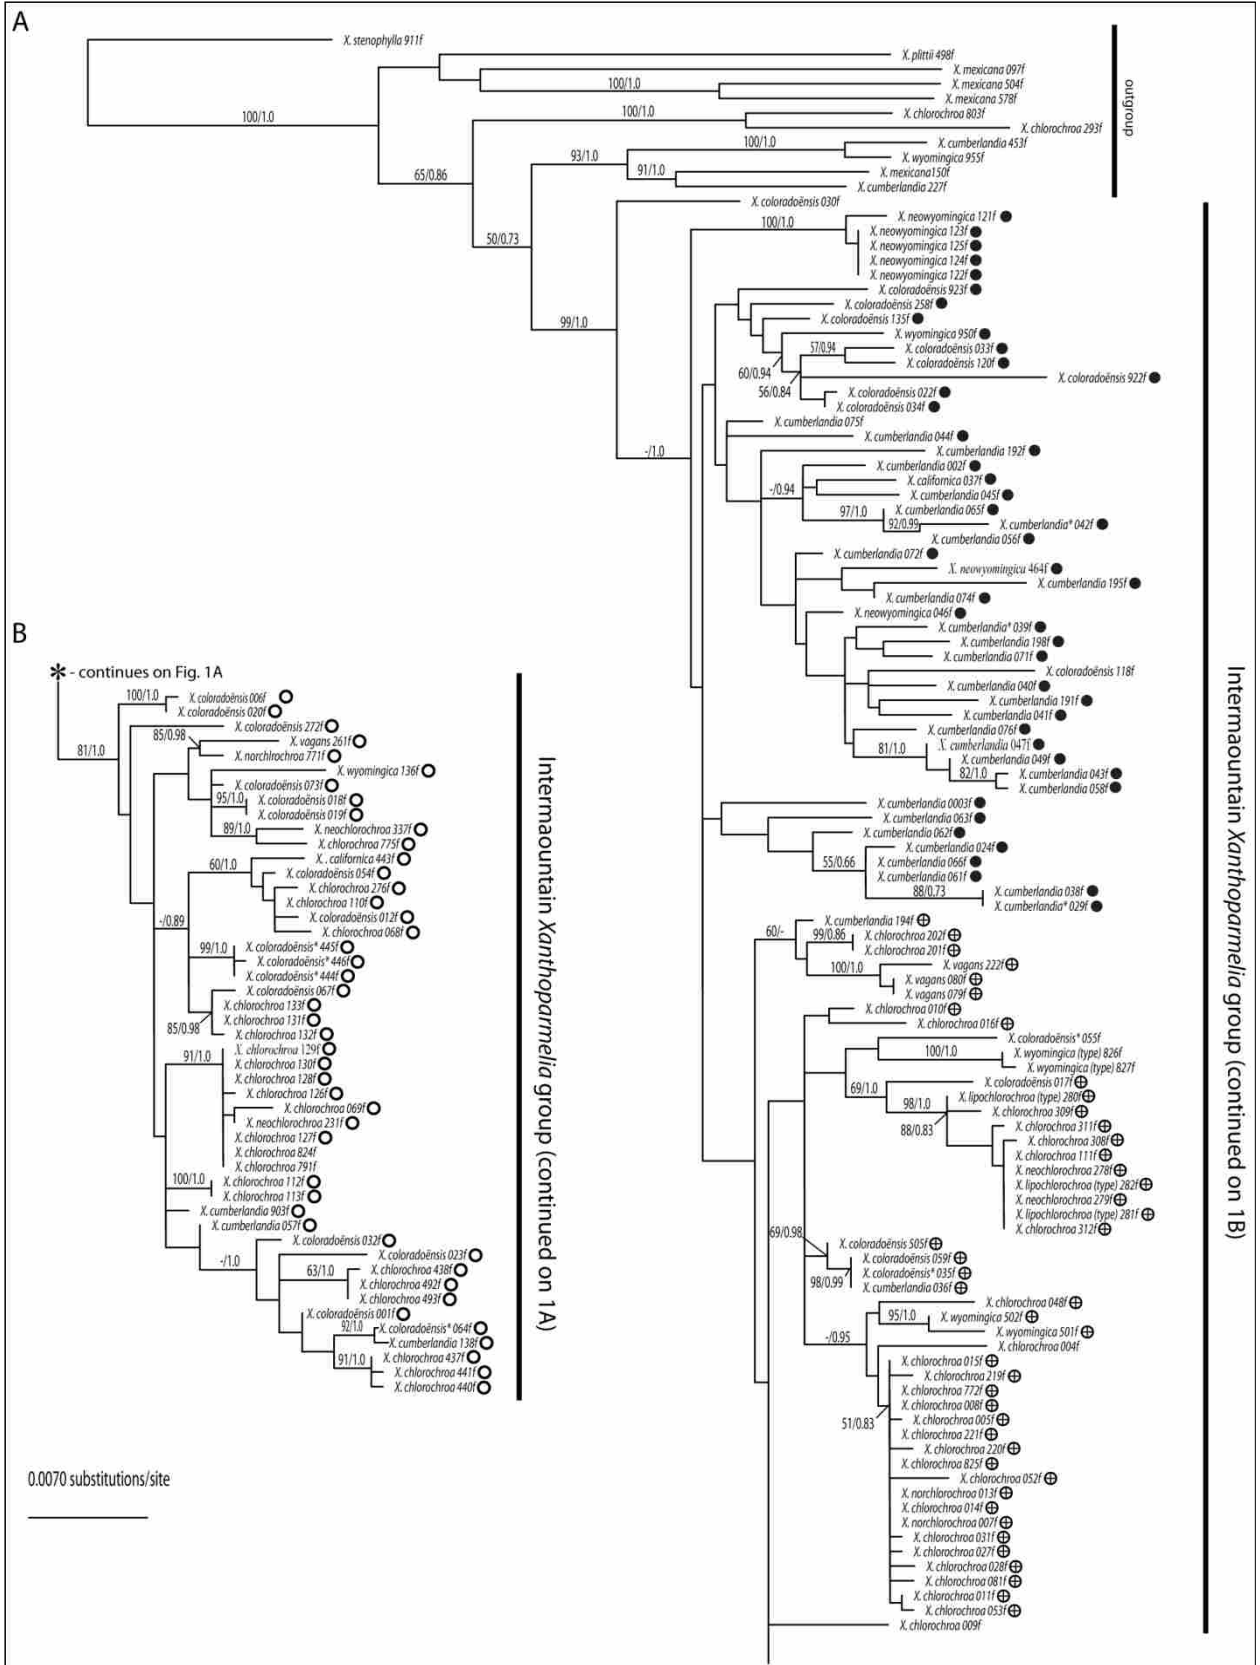 A
X. stenophylla 911f
X. plittii 498f
X. mexicana 097f
100/1.0
X. mexicana 504f
X. mexicana 578f
100/1.0
100/1.0
X. chlorochroa 803f
X. chlorochroa 293f
outgroup
100/1.0
X. cumberlandia 453f
93/1.0
X. wyomingica 955f
65/0.86
91/1.0
X. mexicana150f
X. cumberlandia 227f
X. coloradoënsis 030f
100/1.0
X. neowyomingica 121f
X. neowyomingica 123f
50/0.73
X. neowyomingica 125f
X. neowyomingica 124f
X. neowyomingica 122f
X. coloradoënsis 923f
X. coloradoënsis 258f
99/1.0
X. coloradoënsis 135f
X. wyomingica 950f
57/0.94
X. coloradoënsis 033f
X. coloradoënsis 120f
60/0.94
X. coloradoënsis 922f
56/0.84
X. coloradoënsis 022f
X. coloradoënsis 034f
X. cumberlandia 075f
X. cumberlandia 044f
-/1.0
X. cumberlandia 192f
X. cumberlandia 002f
X. californica 037f
-/0.94
X. cumberlandia 045f
97/1.0
X. cumberlandia 065f
92/0.99
X. cumberlandia* 042f
X. cumberlandia 056f
X. cumberlandia 072f
X. neowyomingica 464f
X. cumberlandia 195f
X. cumberlandia 074f
X. neowyomingica 046f
X. cumberlandia* 039f
X. cumberlandia 198f
X. cumberlandia 071f
X. coloradoënsis 118f
X. cumberlandia 040f
X. cumberlandia 191f
X. cumberlandia 041f
X. cumberlandia 076f
X. cumberlandia 047f
81/1.0
X. cumberlandia 049f
82/1.0
X. cumberlandia 043f
X. cumberlandia 058f
X. cumberlandia 0003f
X. cumberlandia 063f
X. cumberlandia 062f
X. cumberlandia 024f
55/0.66
X. cumberlandia 066f
X. cumberlandia 061f
88/0.73
X. cumberlandia 038f
X. cumberlandia* 029f
X. cumberlandia 194f
60/-
99/0.86
X. chlorochroa 202f
X. chlorochroa 201f
100/1.0
X. vagans 222f
X. vagans 080f
X. vagans 079f
X. chlorochroa 010f
X. chlorochroa 016f
X. coloradoënsis* 055f
100/1.0
X. wyomingica (type) 826f
X. wyomingica (type) 827f
69/1.0
X. coloradoënsis 017f
X. lipochlorochroa (type) 280f
98/1.0
X. chlorochroa 309f
88/0.83
X. chlorochroa 311f
X. chlorochroa 308f
X. chlorochroa 111f
X. neochlorochroa 278f
X. lipochlorochroa (type) 282f
X. neochlorochroa 279f
X. lipochlorochroa (type) 281f
X. chlorochroa 312f
69/0.98
X. coloradoënsis 505f
X. coloradoënsis 059f
X. coloradoënsis* 035f
98/0.99
X. cumberlandia 036f
X. chlorochroa 048f
95/1.0
X. wyomingica 502f
X. wyomingica 501f
-/0.95
X. chlorochroa 004f
X. chlorochroa 015f
X. chlorochroa 219f
X. chlorochroa 772f
X. chlorochroa 008f
51/0.83
X. chlorochroa 005f
X. chlorochroa 221f
X. chlorochroa 220f
X. chlorochroa 825f
X. chlorochroa 052f
X. norchlorochroa 013f
X. chlorochroa 014f
X. norchlorochroa 007f
X. chlorochroa 031f
X. chlorochroa 027f
X. chlorochroa 028f
X. chlorochroa 081f
X. chlorochroa 011f
X. chlorochroa 053f
X. chlorochroa 009f
Intermaountain Xanthoparmelia group (continued on 1B)
B
* - continues on Fig. 1A
100/1.0
X. coloradoënsis 006f
X. coloradoënsis 020f
X. coloradoënsis 272f
85/0.98
X. vagans 261f
81/1.0
X. norchlrochroa 771f
X. wyomingica 136f
X. coloradoënsis 073f
95/1.0
X. coloradoënsis 018f
X. coloradoënsis 019f
89/1.0
X. neochlorochroa 337f
X. chlorochroa 775f
60/1.0
X. . californica 443f
X. coloradoënsis 054f
X. chlorochroa 276f
X. chlorochroa 110f
-/0.89
X. coloradoënsis 012f
X. chlorochroa 068f
99/1.0
X. coloradoënsis* 445f
X. coloradoënsis* 446f
X. coloradoënsis* 444f
X. coloradoënsis 067f
X. chlorochroa 133f
X. chlorochroa 131f
85/0.98
X. chlorochroa 132f
91/1.0
X. chlorochroa 129f
X. chlorochroa 130f
X. chlorochroa 128f
X. chlorochroa 126f
X. chlorochroa 069f
X. neochlorochroa 231f
X. chlorochroa 127f
X. chlorochroa 824f
X. chlorochroa 791f
100/1.0
X. chlorochroa 112f
X. chlorochroa 113f
X. cumberlandia 903f
X. cumberlandia 057f
X. coloradoënsis 032f
-/1.0
X. coloradoënsis 023f
63/1.0
X. chlorochroa 438f
X. chlorochroa 492f
X. chlorochroa 493f
X. coloradoënsis 001f
92/1.0
X. coloradoënsis* 064f
X. cumberlandia 138f
91/1.0
X. chlorochroa 437f
X. chlorochroa 441f
X. chlorochroa 440f
Intermaountain Xanthoparmelia group (continued on 1A)
0.0070 substitutions/site